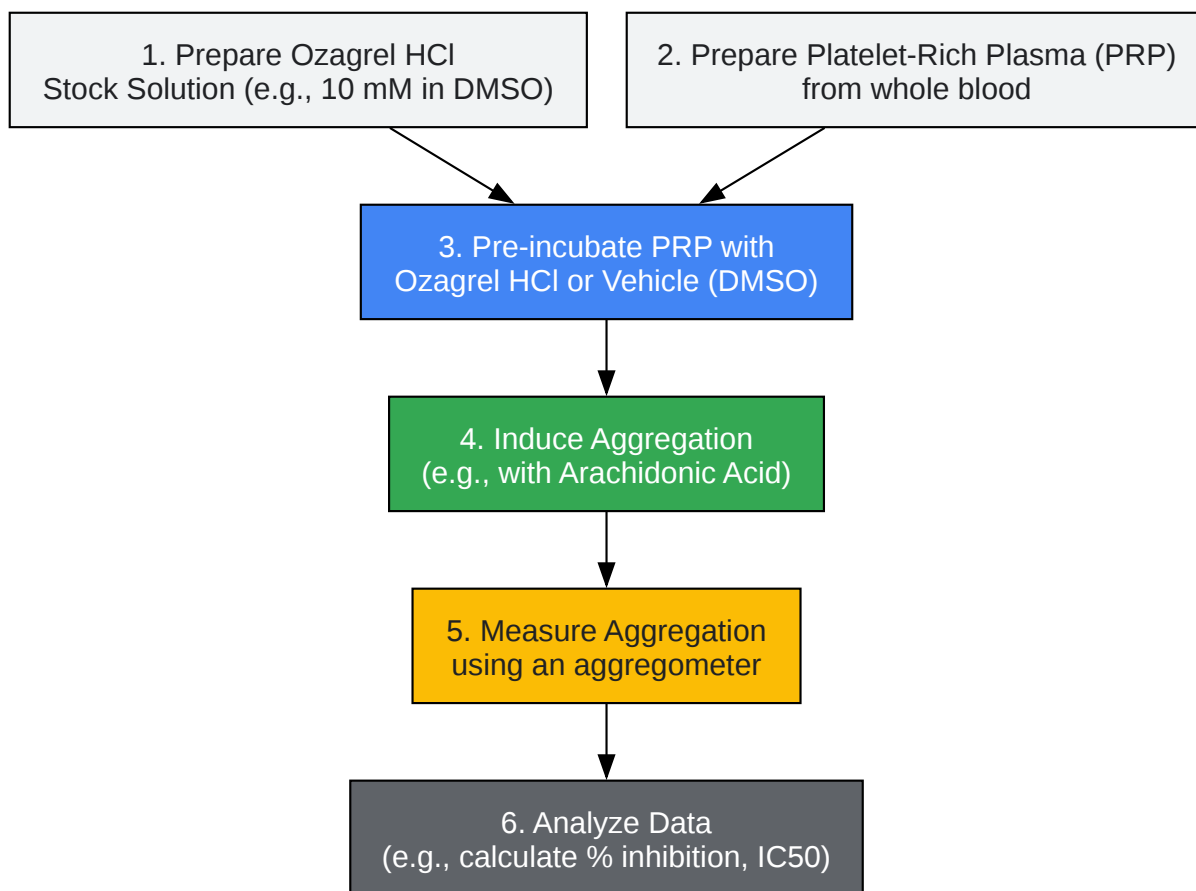 1. Prepare Ozagrel HCl
Stock Solution (e.g., 10 mM in DMSO)
2. Prepare Platelet-Rich Plasma (PRP)
from whole blood
3. Pre-incubate PRP with
Ozagrel HCl or Vehicle (DMSO)
4. Induce Aggregation
(e.g., with Arachidonic Acid)
5. Measure Aggregation
using an aggregometer
6. Analyze Data
(e.g., calculate % inhibition, IC50)